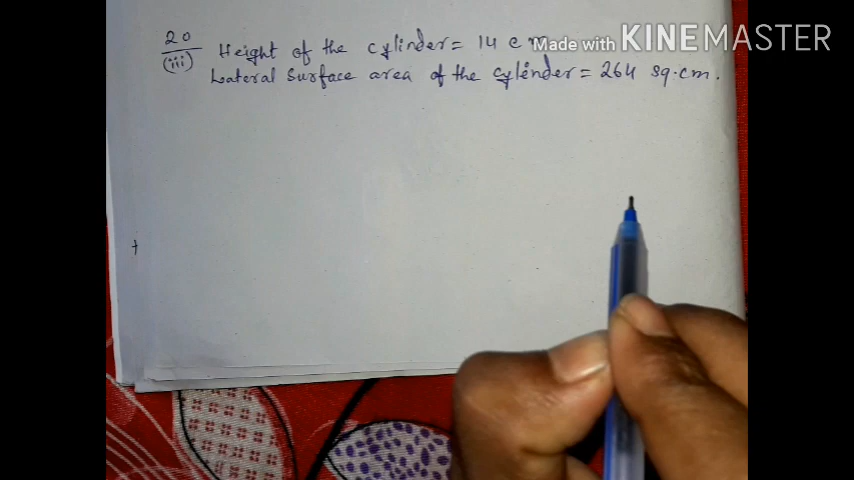 20
(iii) Height of the cylinder = 14 cm
Lateral surface area of the cylinder = 264 sq.cm.
Made with KINEMASTER